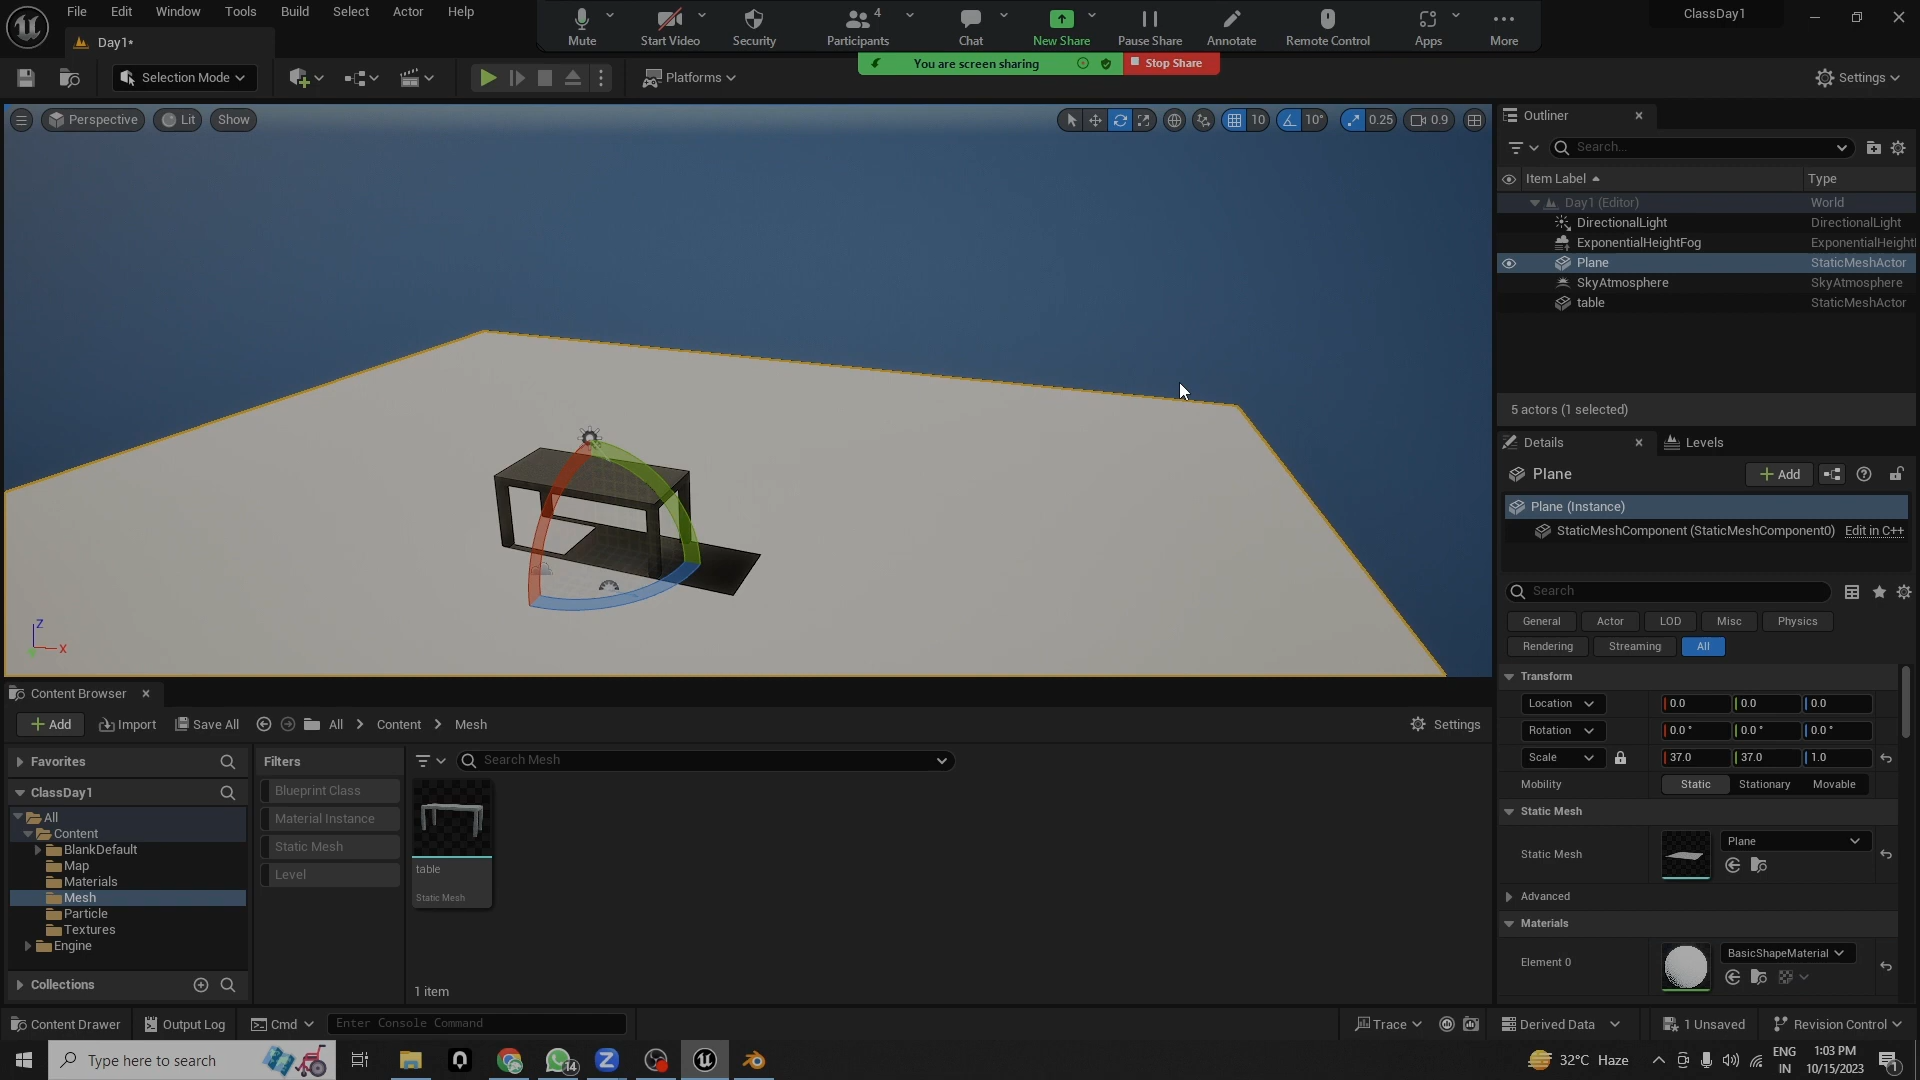 File Edit Window Tools Build Select Actor Help
Mute Start Video Security Participants 4 Chat New Share Pause Share Annotate Remote Control Apps More
ClassDay1
Day1*
You are screen sharing Stop Share
Selection Mode Platforms Settings
Perspective Lit Show 10 10° 0.25 0.9
Outliner
Search...
Item Label Type
Day1 (Editor) World
DirectionalLight DirectionalLight
ExponentialHeightFog ExponentialHeight
Plane StaticMeshActor
SkyAtmosphere SkyAtmosphere
table StaticMeshActor
5 actors (1 selected)
Details Levels
Plane Add
Plane (Instance)
StaticMeshComponent (StaticMeshComponent0) Edit in C++
Search
General Actor LOD Misc Physics
Rendering Streaming All
Transform
Location 0.0 0.0 0.0
Rotation 0.0 ° 0.0 ° 0.0 °
Scale 37.0 37.0 1.0
Mobility Static Stationary Movable
Static Mesh
Static Mesh Plane
Advanced
Materials
Element 0 BasicShapeMaterial
Z
X
Content Browser
Add Import Save All All Content Mesh Settings
Favorites
ClassDay1
All
Content
BlankDefault
Map
Materials
Mesh
Particle
Textures
Engine
Collections
Filters
Blueprint Class
Material Instance
Static Mesh
Level
Search Mesh
table
Static Mesh
1 item
Content Drawer Output Log Cmd Enter Console Command Trace Derived Data 1 Unsaved Revision Control
Type here to search 14 32°C Haze ENG IN 1:03 PM 10/15/2023 1